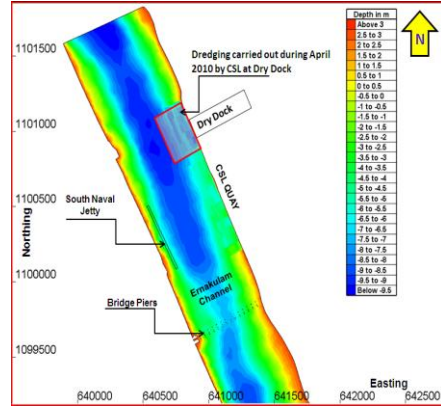 Depth in m
Above 3
2.5 to 3
2 to 2.5
1.5 to 2
1 to 1.5
0.5 to 1
0 to 0.5
-0.5 to 0
-1 to -0.5
-1.5 to -1
-2 to -1.5
-2.5 to -2
-3 to -2.5
-3.5 to -3
-4 to -3.5
-4.5 to -4
-5 to -4.5
-5.5 to -5
-6 to -5.5
-6.5 to -6
-7 to -6.5
-7.5 to -7
-8 to -7.5
-8.5 to -8
-9 to -8.5
-9.5 to -9
Below -9.5
N
Dredging carried out during April
2010 by CSL at Dry Dock
Dry Dock
CSL QUAY
South Naval
Jetty
Ernakulam
Channel
Bridge Piers
Northing
1101500
1101000
1100500
1100000
1099500
Easting
640000
640500
641000
641500
642000
642500